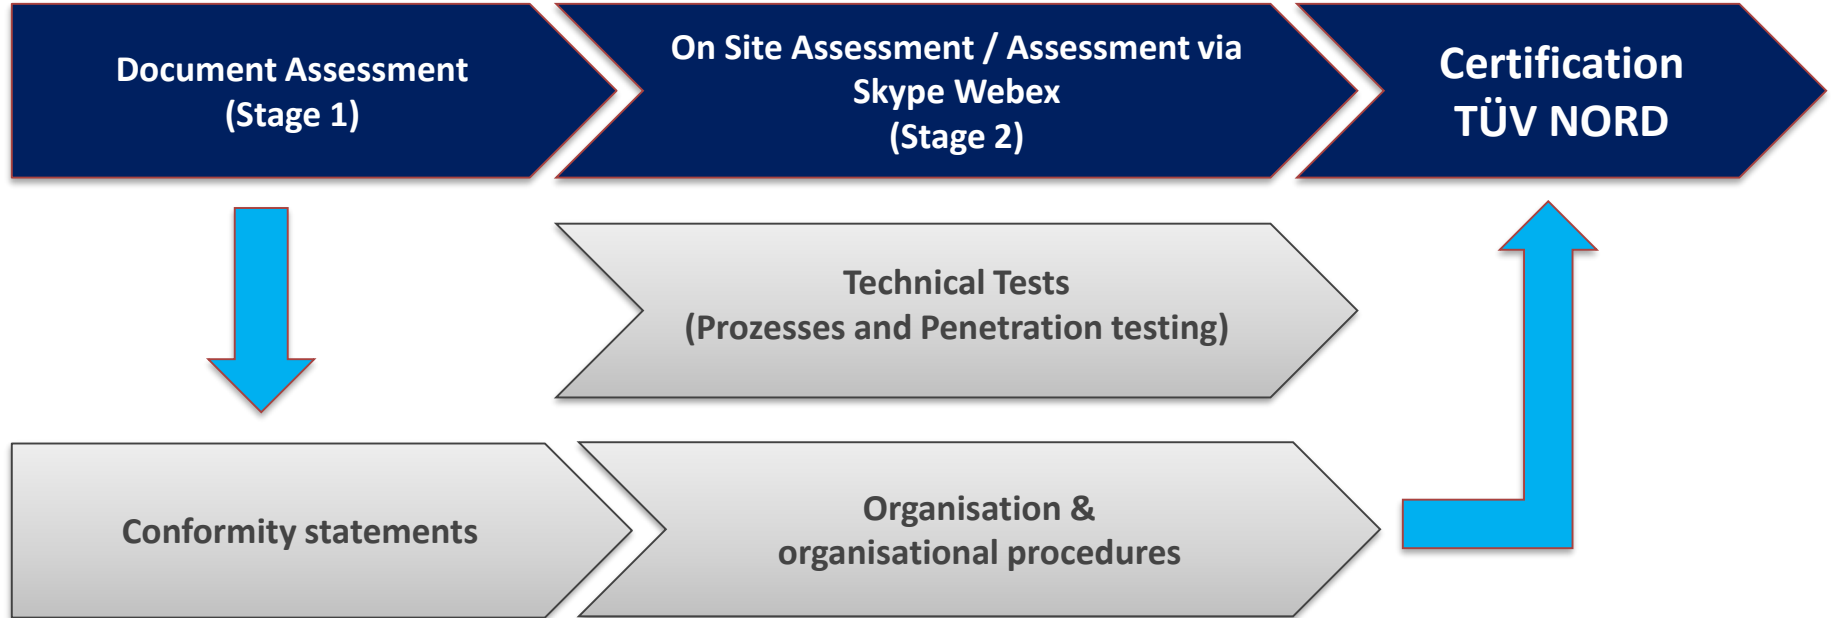 Document Assessment
(Stage 1)
On Site Assessment / Assessment via
Skype Webex
(Stage 2)
Certification
TÜV NORD
Technical Tests
(Prozesses and Penetration testing)
Conformity statements
Organisation &
organisational procedures